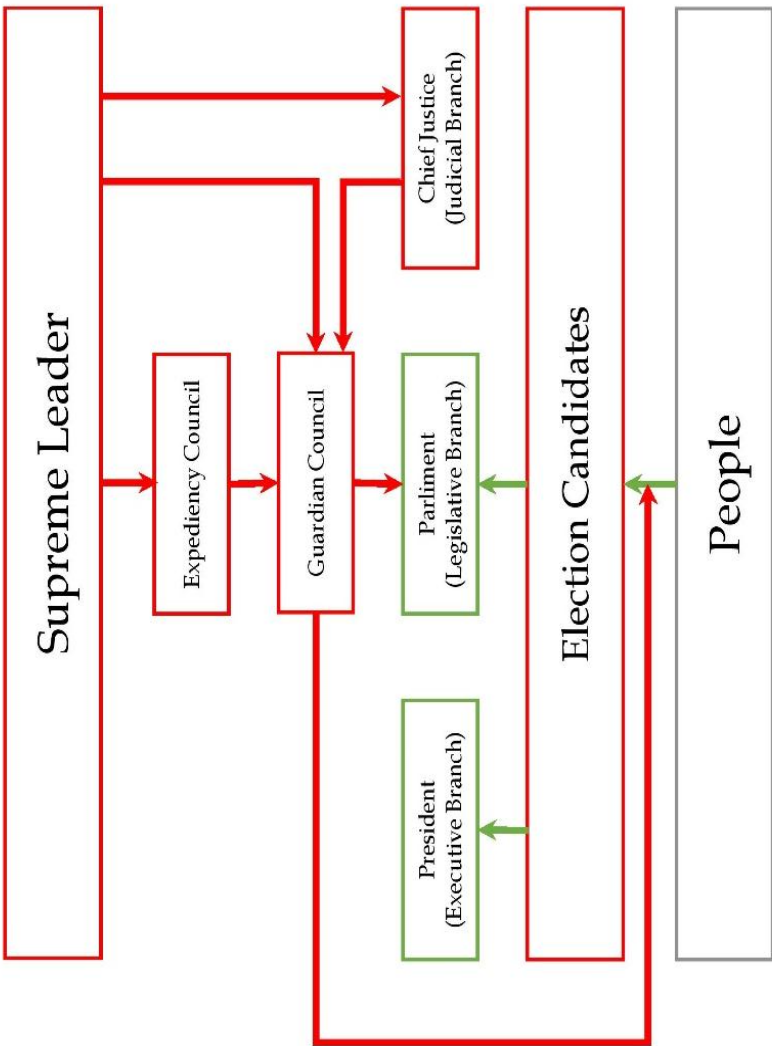 Supreme Leader
Expediency Council
Guardian Council
President
(Executive Branch)
Parliment
(Legislative Branch)
Chief Justice
(Judicial Branch)
Election Candidates
People